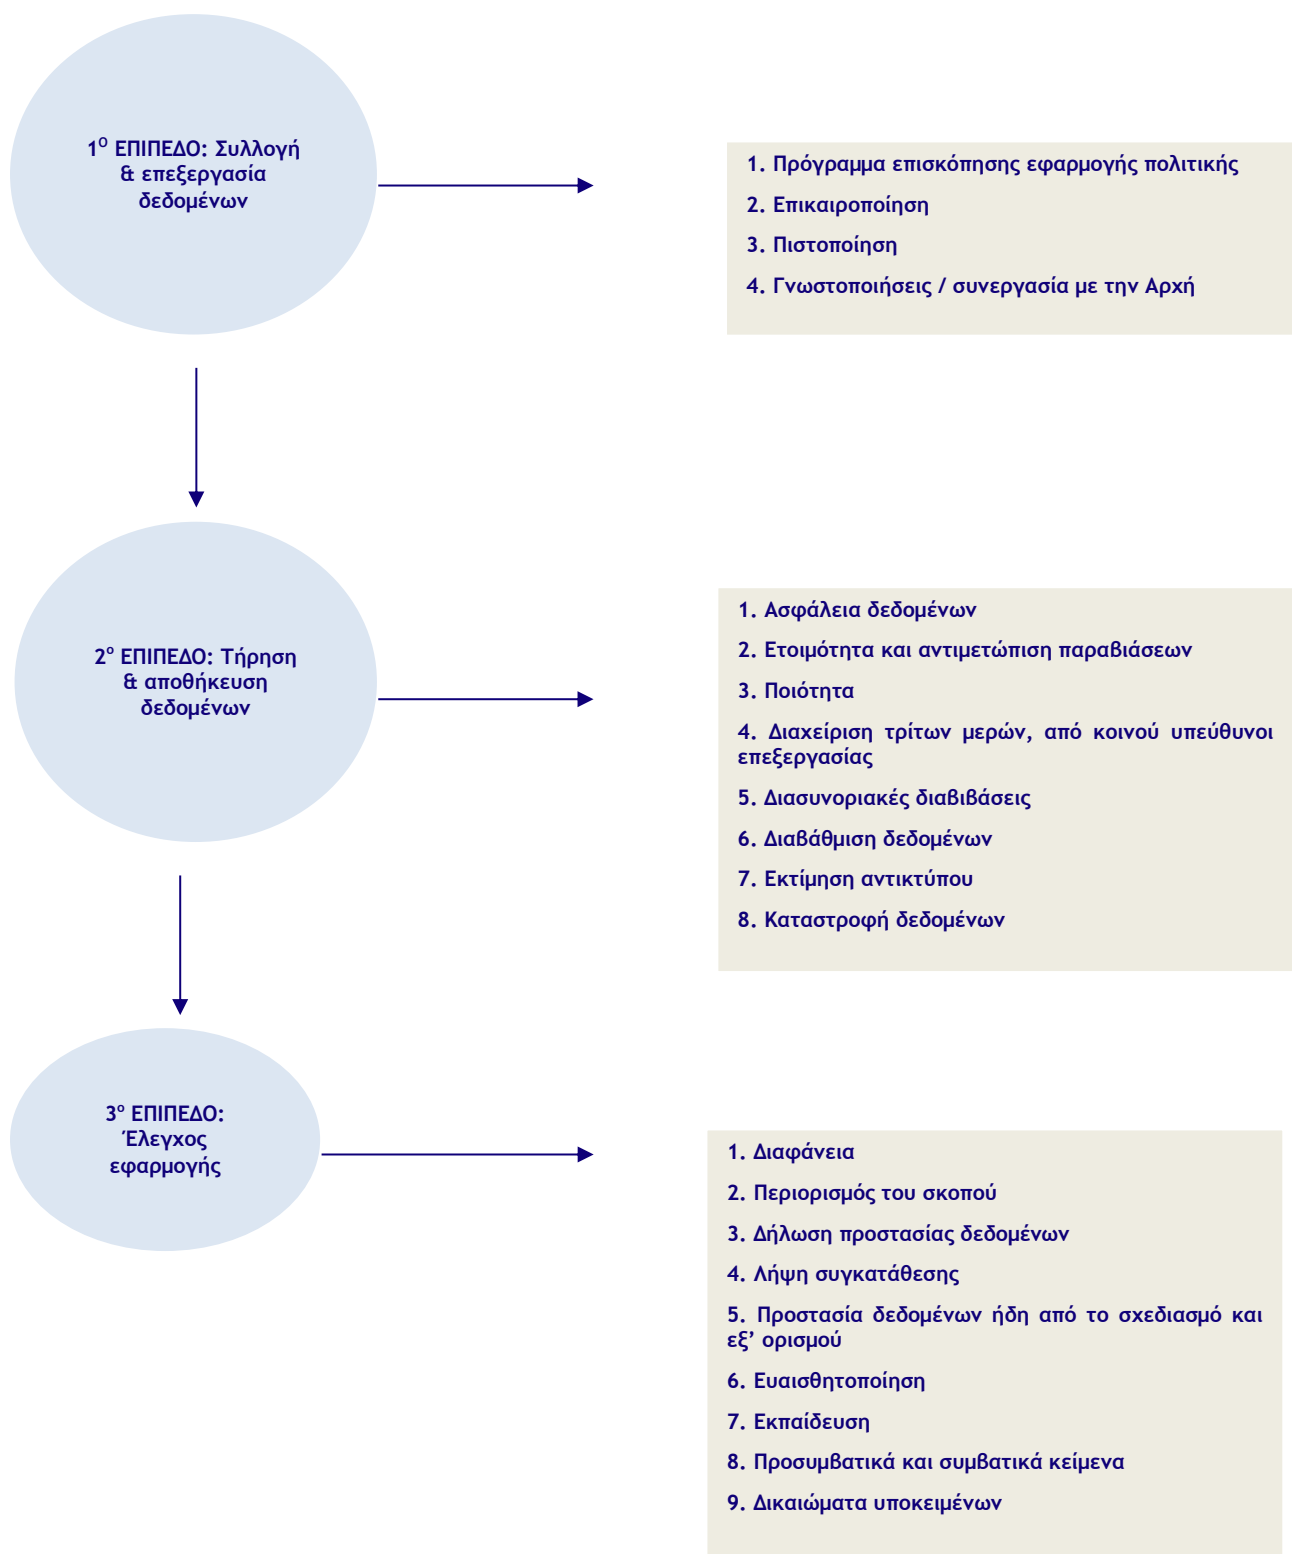 1Ο ΕΠΙΠΕΔΟ: Συλλογή
& επεξεργασία
δεδομένων
1. Πρόγραμμα επισκόπησης εφαρμογής πολιτικής
2. Επικαιροποίηση
3. Πιστοποίηση
4. Γνωστοποιήσεις / συνεργασία με την Αρχή
2ο ΕΠΙΠΕΔΟ: Τήρηση
& αποθήκευση
δεδομένων
1. Ασφάλεια δεδομένων
2. Ετοιμότητα και αντιμετώπιση παραβιάσεων
3. Ποιότητα
4. Διαχείριση τρίτων μερών, από κοινού υπεύθυνοι
επεξεργασίας
5. Διασυνοριακές διαβιβάσεις
6. Διαβάθμιση δεδομένων
7. Εκτίμηση αντικτύπου
8. Καταστροφή δεδομένων
3ο ΕΠΙΠΕΔΟ:
Έλεγχος
εφαρμογής
1. Διαφάνεια
2. Περιορισμός του σκοπού
3. Δήλωση προστασίας δεδομένων
4. Λήψη συγκατάθεσης
5. Προστασία δεδομένων ήδη από το σχεδιασμό και
εξ’ ορισμού
6. Ευαισθητοποίηση
7. Εκπαίδευση
8. Προσυμβατικά και συμβατικά κείμενα
9. Δικαιώματα υποκειμένων